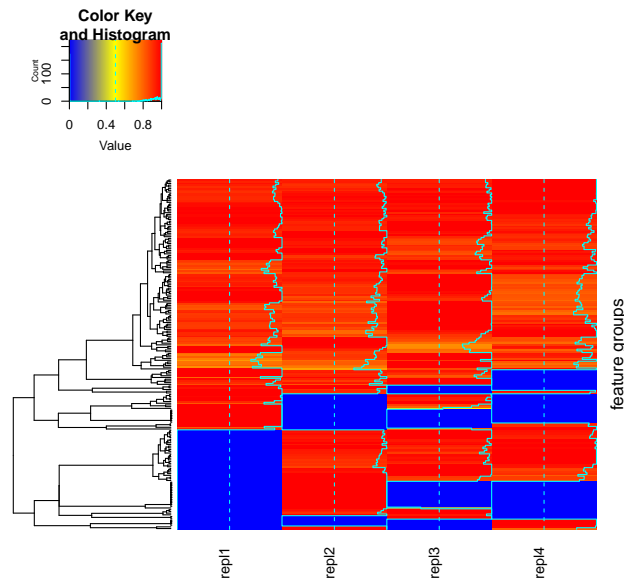 Color Key
and Histogram
Count
0 100
0 0.4 0.8
Value
feature groups
repl1 repl2 repl3 repl4